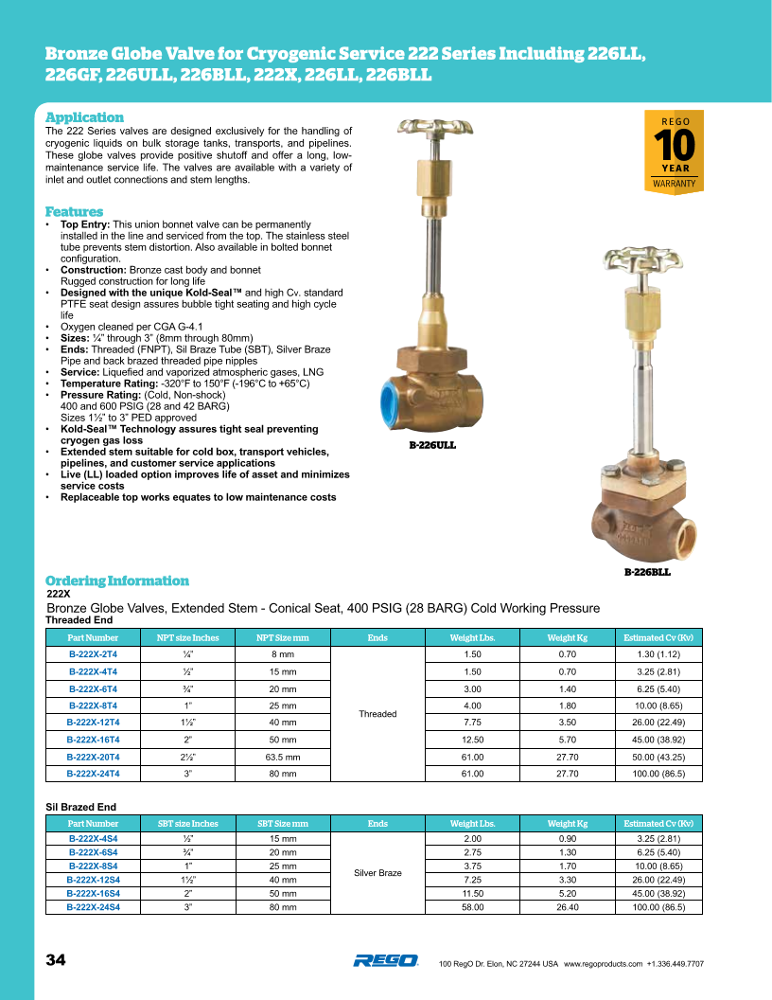 Bronze Globe Valve for Cryogenic Service 222 Series Including 226LL,
226GF, 226ULL, 226BLL, 222X, 226LL, 226BLL
Application
The 222 Series valves are designed exclusively for the handling of
cryogenic liquids on bulk storage tanks, transports, and pipelines.
These globe valves provide positive shutoff and offer a long, low-
maintenance service life. The valves are available with a variety of
inlet and outlet connections and stem lengths.
REGO
10
YEAR
WARRANTY
Features
• Top Entry: This union bonnet valve can be permanently
installed in the line and serviced from the top. The stainless steel
tube prevents stem distortion. Also available in bolted bonnet
configuration.
• Construction: Bronze cast body and bonnet
Rugged construction for long life
• Designed with the unique Kold-Seal™ and high Cv. standard
PTFE seat design assures bubble tight seating and high cycle
life
• Oxygen cleaned per CGA G-4.1
• Sizes: ¼” through 3” (8mm through 80mm)
• Ends: Threaded (FNPT), Sil Braze Tube (SBT), Silver Braze
Pipe and back brazed threaded pipe nipples
• Service: Liquefied and vaporized atmospheric gases, LNG
• Temperature Rating: -320°F to 150°F (-196°C to +65°C)
• Pressure Rating: (Cold, Non-shock)
400 and 600 PSIG (28 and 42 BARG)
Sizes 1½” to 3” PED approved
• Kold-Seal™ Technology assures tight seal preventing
cryogen gas loss
• Extended stem suitable for cold box, transport vehicles,
pipelines, and customer service applications
• Live (LL) loaded option improves life of asset and minimizes
service costs
• Replaceable top works equates to low maintenance costs
B-226ULL
B-226BLL
Ordering Information
222X
Bronze Globe Valves, Extended Stem - Conical Seat, 400 PSIG (28 BARG) Cold Working Pressure
Threaded End
Part Number NPT size Inches NPT Size mm Ends Weight Lbs. Weight Kg Estimated Cv (Kv)
B-222X-2T4 ¼” 8 mm 1.50 0.70 1.30 (1.12)
B-222X-4T4 ½” 15 mm 1.50 0.70 3.25 (2.81)
B-222X-6T4 ¾” 20 mm 3.00 1.40 6.25 (5.40)
B-222X-8T4 1” 25 mm 4.00 1.80 10.00 (8.65)
Threaded
B-222X-12T4 1½” 40 mm 7.75 3.50 26.00 (22.49)
B-222X-16T4 2” 50 mm 12.50 5.70 45.00 (38.92)
B-222X-20T4 2½” 63.5 mm 61.00 27.70 50.00 (43.25)
B-222X-24T4 3” 80 mm 61.00 27.70 100.00 (86.5)
Sil Brazed End
Part Number SBT size Inches SBT Size mm Ends Weight Lbs. Weight Kg Estimated Cv (Kv)
B-222X-4S4 ½” 15 mm 2.00 0.90 3.25 (2.81)
B-222X-6S4 ¾” 20 mm 2.75 1.30 6.25 (5.40)
B-222X-8S4 1” 25 mm 3.75 1.70 10.00 (8.65)
Silver Braze
B-222X-12S4 1½” 40 mm 7.25 3.30 26.00 (22.49)
B-222X-16S4 2” 50 mm 11.50 5.20 45.00 (38.92)
B-222X-24S4 3” 80 mm 58.00 26.40 100.00 (86.5)
34
REGO
100 RegO Dr. Elon, NC 27244 USA www.regoproducts.com +1.336.449.7707